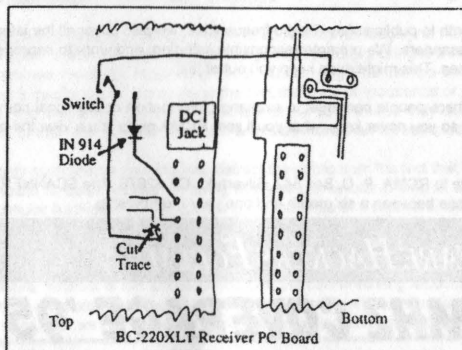 Switch
DC
Jack
IN 914
Diode
Cut
Trace
Top
Bottom
BC-220XLT Receiver PC Board